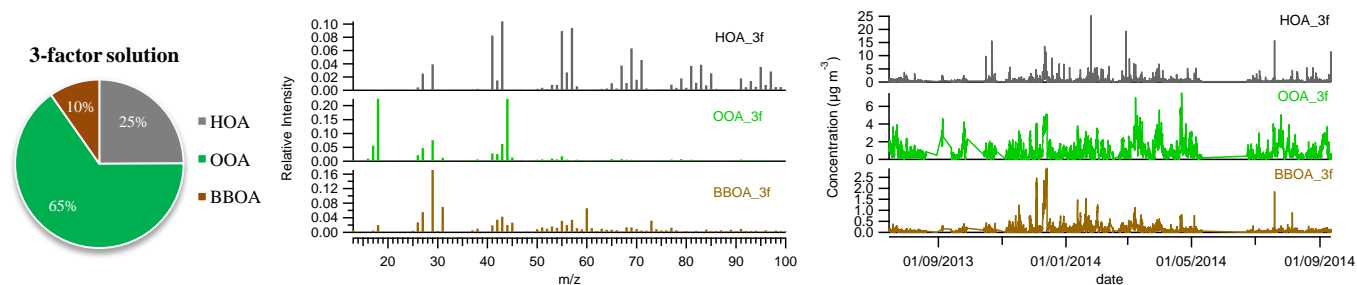 3-factor solution
10%
25%
65%
HOA
OOA
BBOA
Relative Intensity
0.10
0.08
0.06
0.04
0.02
0.00
HOA_3f
0.20
0.15
0.10
0.05
0.00
OOA_3f
0.16
0.12
0.08
0.04
0.00
BBOA_3f
20 30 40 50 60 70 80 90 100
m/z
Concentration (µg m-3)
25
20
15
10
5
0
HOA_3f
6
4
2
0
OOA_3f
2.5
2.0
1.5
1.0
0.5
0.0
BBOA_3f
01/09/2013 01/01/2014 01/05/2014 01/09/2014
date